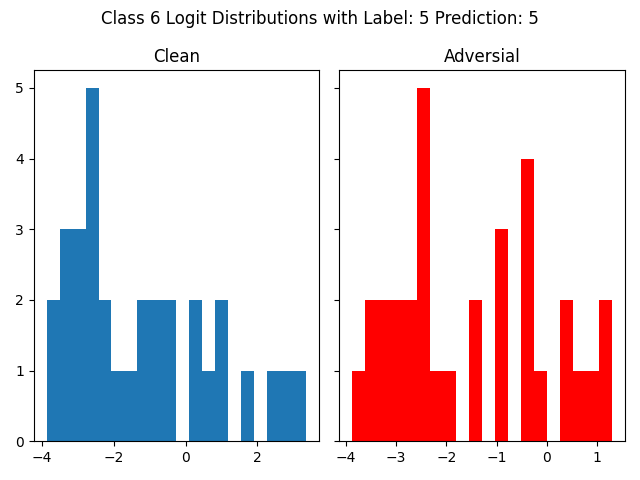 Class 6 Logit Distributions with Label: 5 Prediction: 5
Clean
Adversial
5
4
3
2
1
0
−4 −2 0 2
−4 −3 −2 −1 0 1